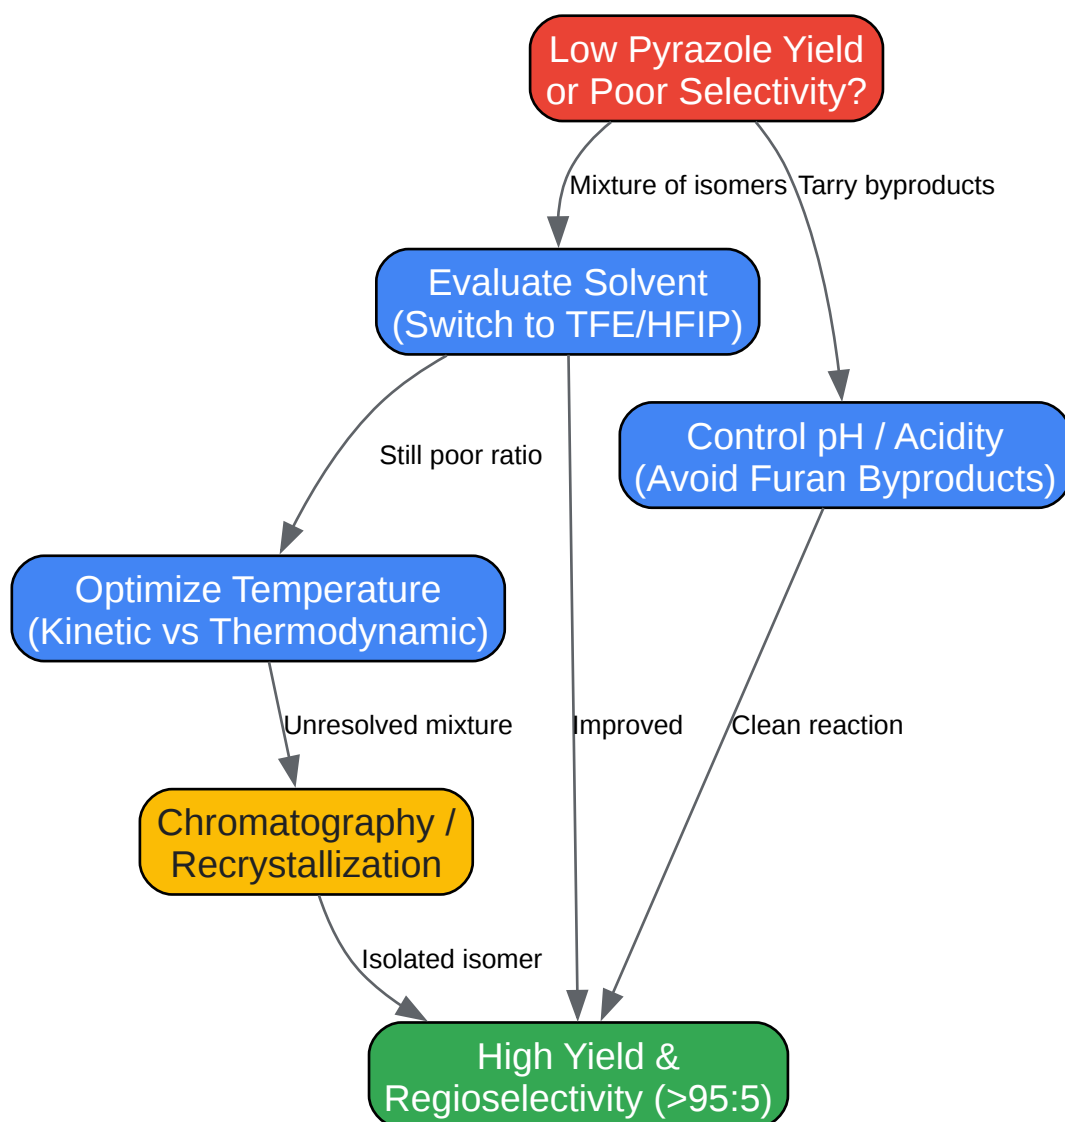 Low Pyrazole Yield
or Poor Selectivity?
Mixture of isomers
Tarry byproducts
Evaluate Solvent
(Switch to TFE/HFIP)
Control pH / Acidity
(Avoid Furan Byproducts)
Still poor ratio
Optimize Temperature
(Kinetic vs Thermodynamic)
Unresolved mixture
Improved
Clean reaction
Chromatography /
Recrystallization
Isolated isomer
High Yield &
Regioselectivity (>95:5)